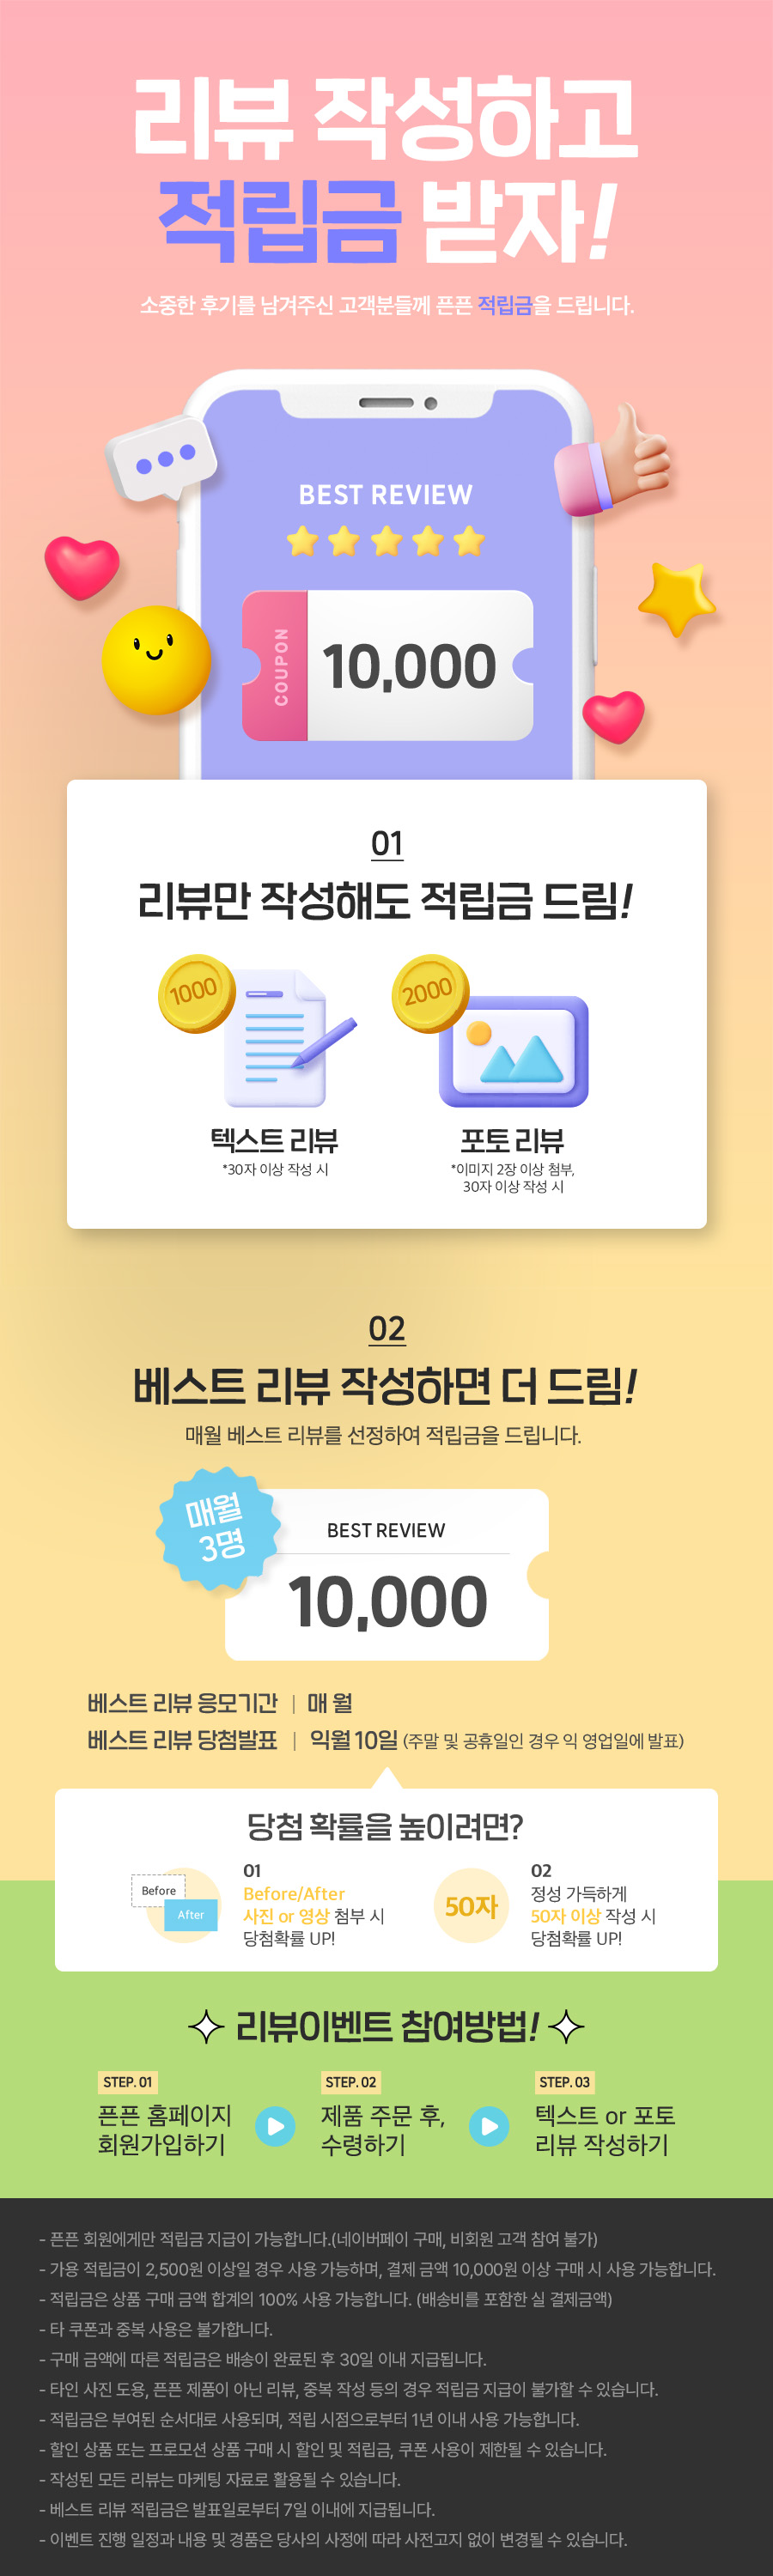 리뷰 작성하고
적립금 받자!
소중한 후기를 남겨주신 고객분들께 픈픈 적립금을 드립니다.
BEST REVIEW
COUPON
10,000
01
리뷰만 작성해도 적립금 드림!
1000
2000
텍스트 리뷰
*30자 이상 작성 시
포토 리뷰
*이미지 2장 이상 첨부,
30자 이상 작성 시
02
베스트 리뷰 작성하면 더 드림!
매월 베스트 리뷰를 선정하여 적립금을 드립니다.
매월
3명
BEST REVIEW
10,000
베스트 리뷰 응모기간 | 매 월
베스트 리뷰 당첨발표 | 익월 10일 (주말 및 공휴일인 경우 익 영업일에 발표)
당첨 확률을 높이려면?
Before
After
01
Before/After
사진 or 영상 첨부 시
당첨확률 UP!
50자
02
정성 가득하게
50자 이상 작성 시
당첨확률 UP!
리뷰이벤트 참여방법!
STEP. 01
픈픈 홈페이지
회원가입하기
STEP. 02
제품 주문 후,
수령하기
STEP. 03
텍스트 or 포토
리뷰 작성하기
- 픈픈 회원에게만 적립금 지급이 가능합니다.(네이버페이 구매, 비회원 고객 참여 불가)
- 가용 적립금이 2,500원 이상일 경우 사용 가능하며, 결제 금액 10,000원 이상 구매 시 사용 가능합니다.
- 적립금은 상품 구매 금액 합계의 100% 사용 가능합니다. (배송비를 포함한 실 결제금액)
- 타 쿠폰과 중복 사용은 불가합니다.
- 구매 금액에 따른 적립금은 배송이 완료된 후 30일 이내 지급됩니다.
- 타인 사진 도용, 픈픈 제품이 아닌 리뷰, 중복 작성 등의 경우 적립금 지급이 불가할 수 있습니다.
- 적립금은 부여된 순서대로 사용되며, 적립 시점으로부터 1년 이내 사용 가능합니다.
- 할인 상품 또는 프로모션 상품 구매 시 할인 및 적립금, 쿠폰 사용이 제한될 수 있습니다.
- 작성된 모든 리뷰는 마케팅 자료로 활용될 수 있습니다.
- 베스트 리뷰 적립금은 발표일로부터 7일 이내에 지급됩니다.
- 이벤트 진행 일정과 내용 및 경품은 당사의 사정에 따라 사전고지 없이 변경될 수 있습니다.